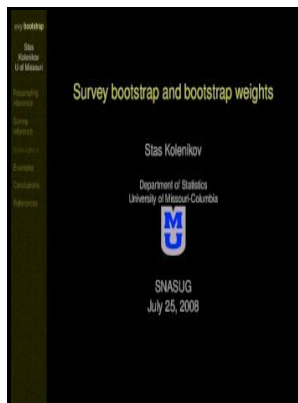 Survey bootstrap
Stas
Kolenikov
U of Missouri
Resampling
inference
Survey
inference
Examples
Conclusions
References
Survey bootstrap and bootstrap weights
Stas Kolenikov
Department of Statistics
University of Missouri-Columbia
MU
SNASUG
July 25, 2008